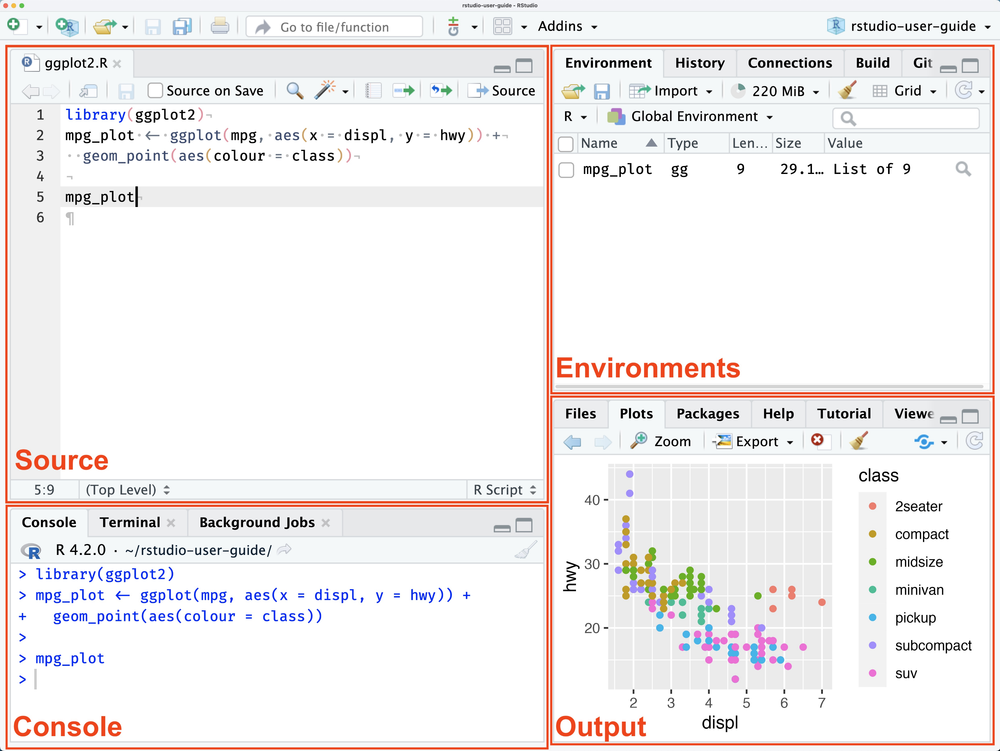 rstudio-user-guide - RStudio
Go to file/function
Git
Addins
rstudio-user-guide
ggplot2.R
Source on Save
Source
1 library(ggplot2)¬
2 mpg_plot·<-·ggplot(mpg,·aes(x·=·displ,·y·=·hwy))·+¬
3 ··geom_point(aes(colour·=·class))¬
4 ¬
5 mpg_plot¬
6 ¶
Source
5:9 (Top Level) R Script
Console Terminal Background Jobs
R 4.2.0 · ~/rstudio-user-guide/
> library(ggplot2)
> mpg_plot <- ggplot(mpg, aes(x = displ, y = hwy)) +
+   geom_point(aes(colour = class))
>
> mpg_plot
>
Console
Environment History Connections Build Git
Import 220 MiB Grid
R Global Environment
Name Type Len... Size Value
mpg_plot gg 9 29.1… List of 9
Environments
Files Plots Packages Help Tutorial Viewe
Zoom Export
hwy
40
30
20
2 3 4 5 6 7
displ
class
2seater
compact
midsize
minivan
pickup
subcompact
suv
Output